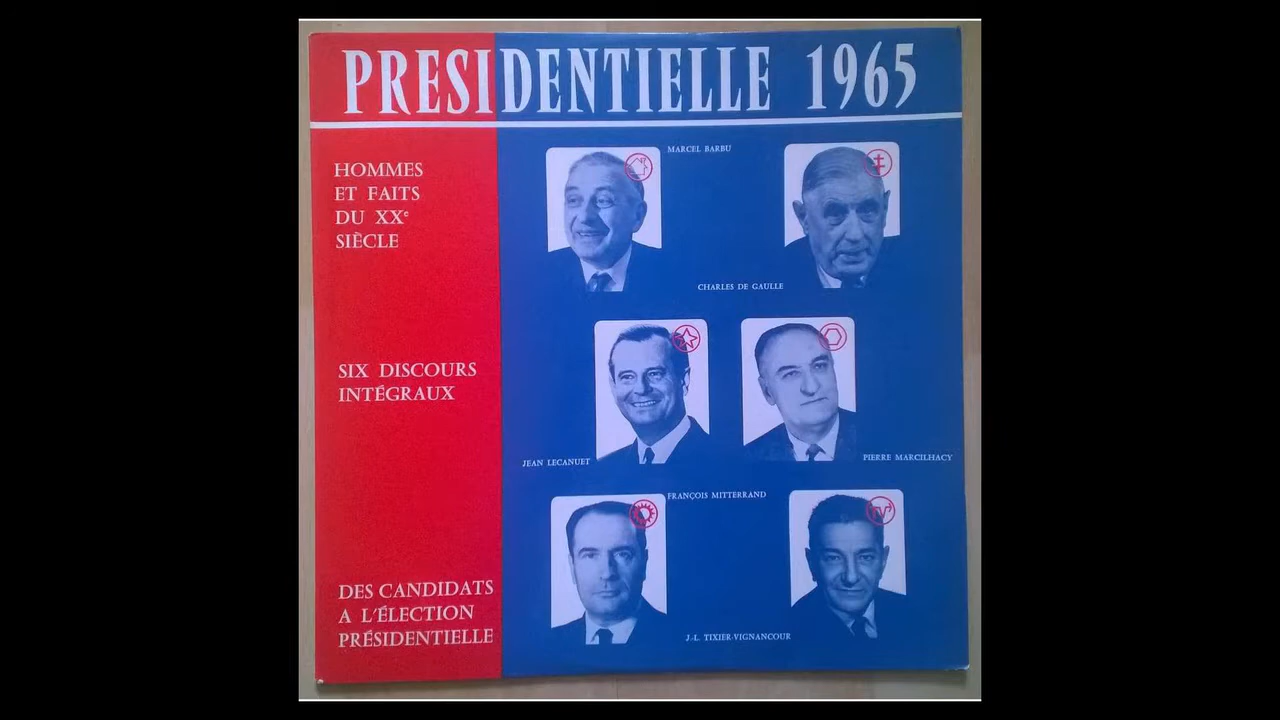 PRESIDENTIELLE 1965
HOMMES
ET FAITS
DU XXe
SIÈCLE
SIX DISCOURS
INTÉGRAUX
DES CANDIDATS
A L'ÉLECTION
PRÉSIDENTIELLE
MARCEL BARBU
CHARLES DE GAULLE
JEAN LECANUET
PIERRE MARCILHACY
FRANÇOIS MITTERRAND
TV
J-L. TIXIER-VIGNANCOUR